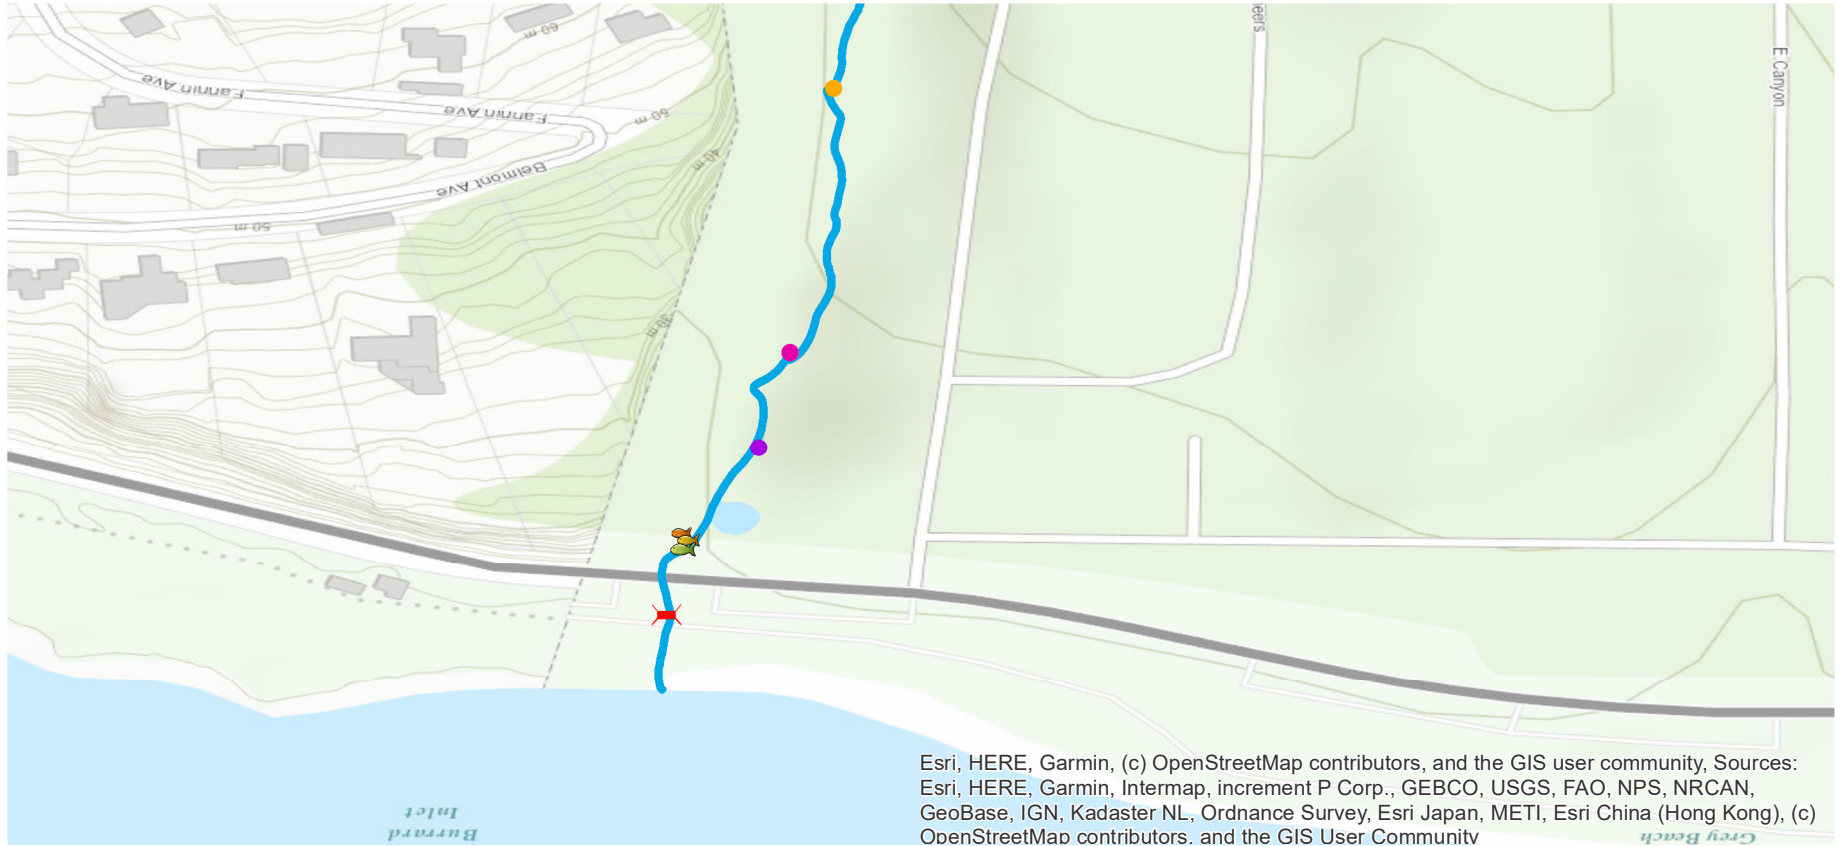 60 m
eers
E Canyon
Fannin Ave
Fannin Ave
50 m
40 m
Belmont Ave
50 m
30 m
Esri, HERE, Garmin, (c) OpenStreetMap contributors, and the GIS user community, Sources:
Esri, HERE, Garmin, Intermap, increment P Corp., GEBCO, USGS, FAO, NPS, NRCAN,
GeoBase, IGN, Kadaster NL, Ordnance Survey, Esri Japan, METI, Esri China (Hong Kong), (c)
OpenStreetMap contributors, and the GIS User Community
Burrard
Inlet
Grey Beach